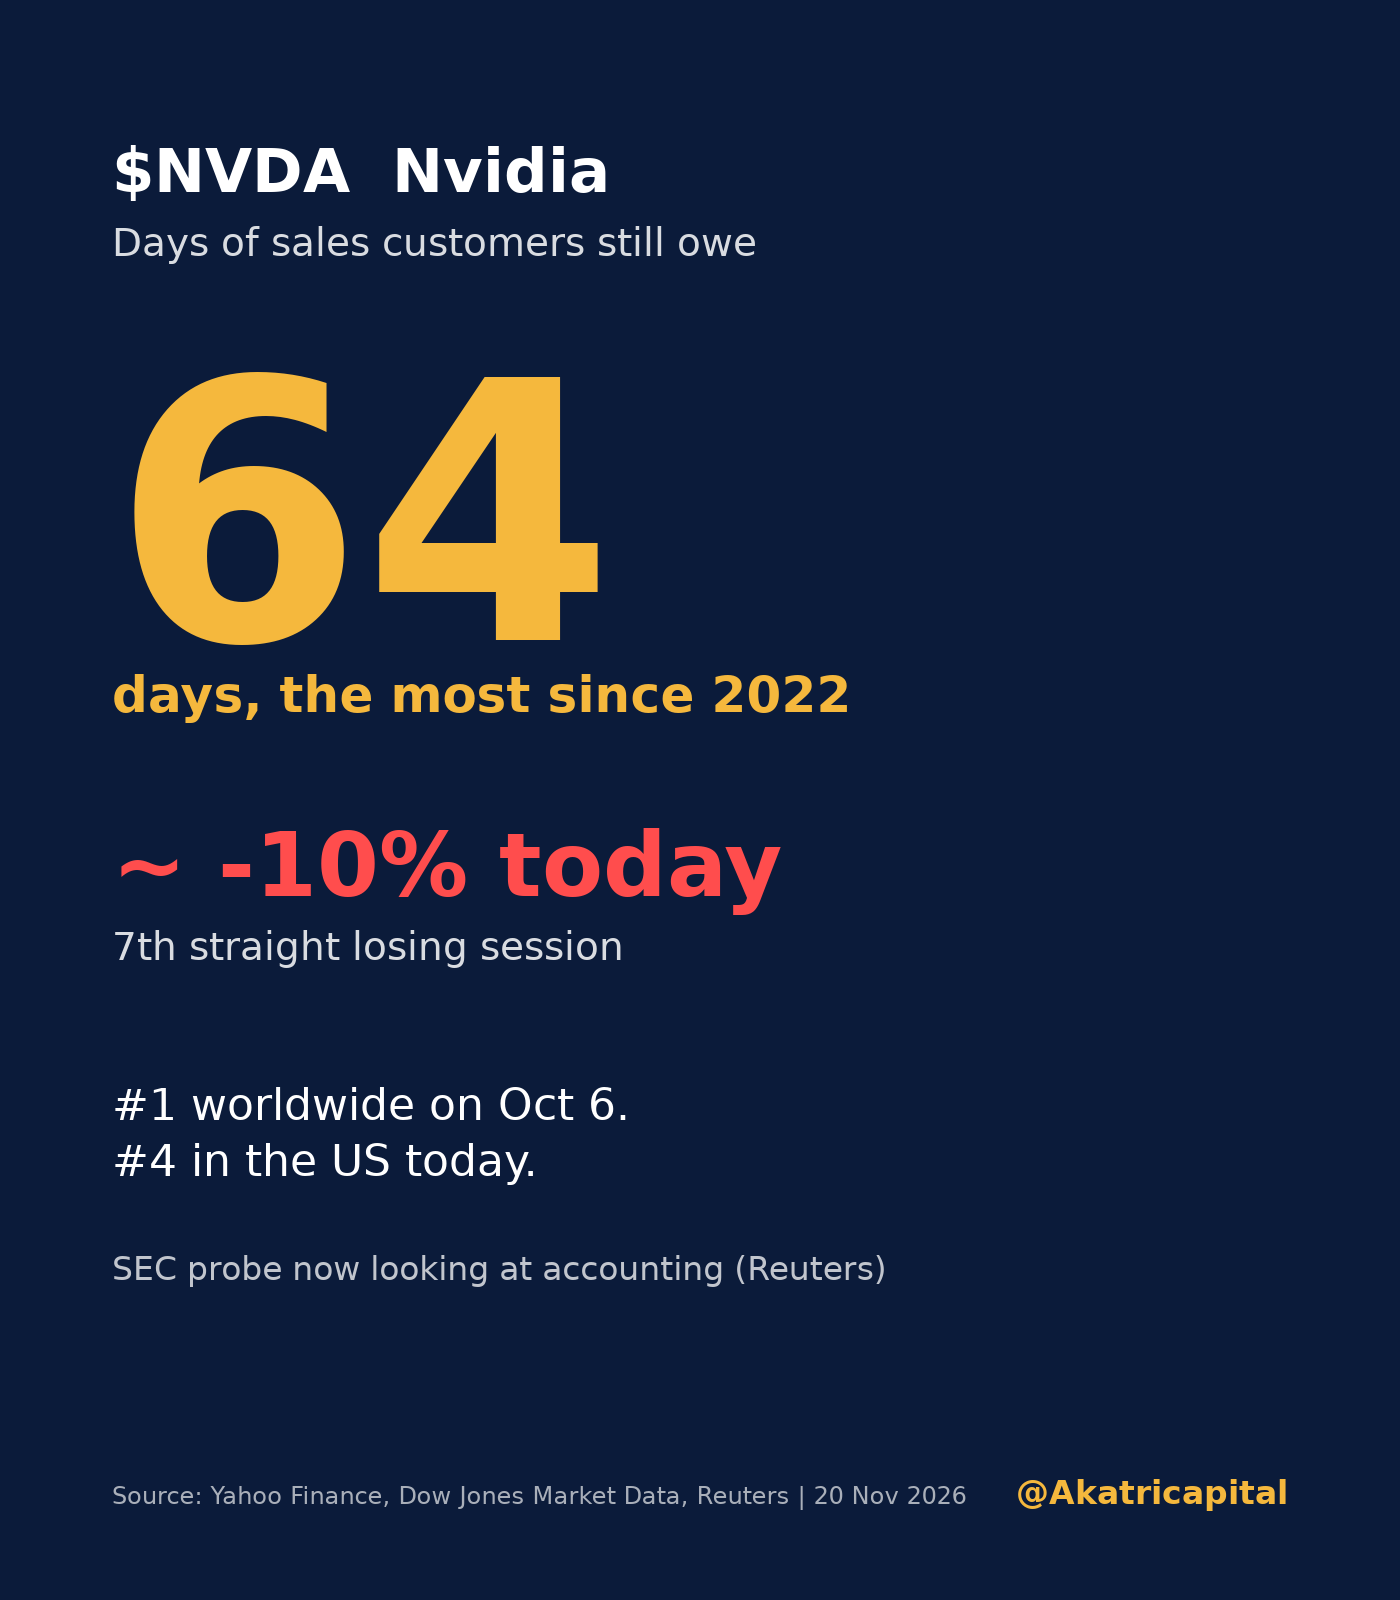 $NVDA  Nvidia
Days of sales customers still owe
64
days, the most since 2022
~ -10% today
7th straight losing session
#1 worldwide on Oct 6.
#4 in the US today.
SEC probe now looking at accounting (Reuters)
Source: Yahoo Finance, Dow Jones Market Data, Reuters | 20 Nov 2026
@Akatricapital